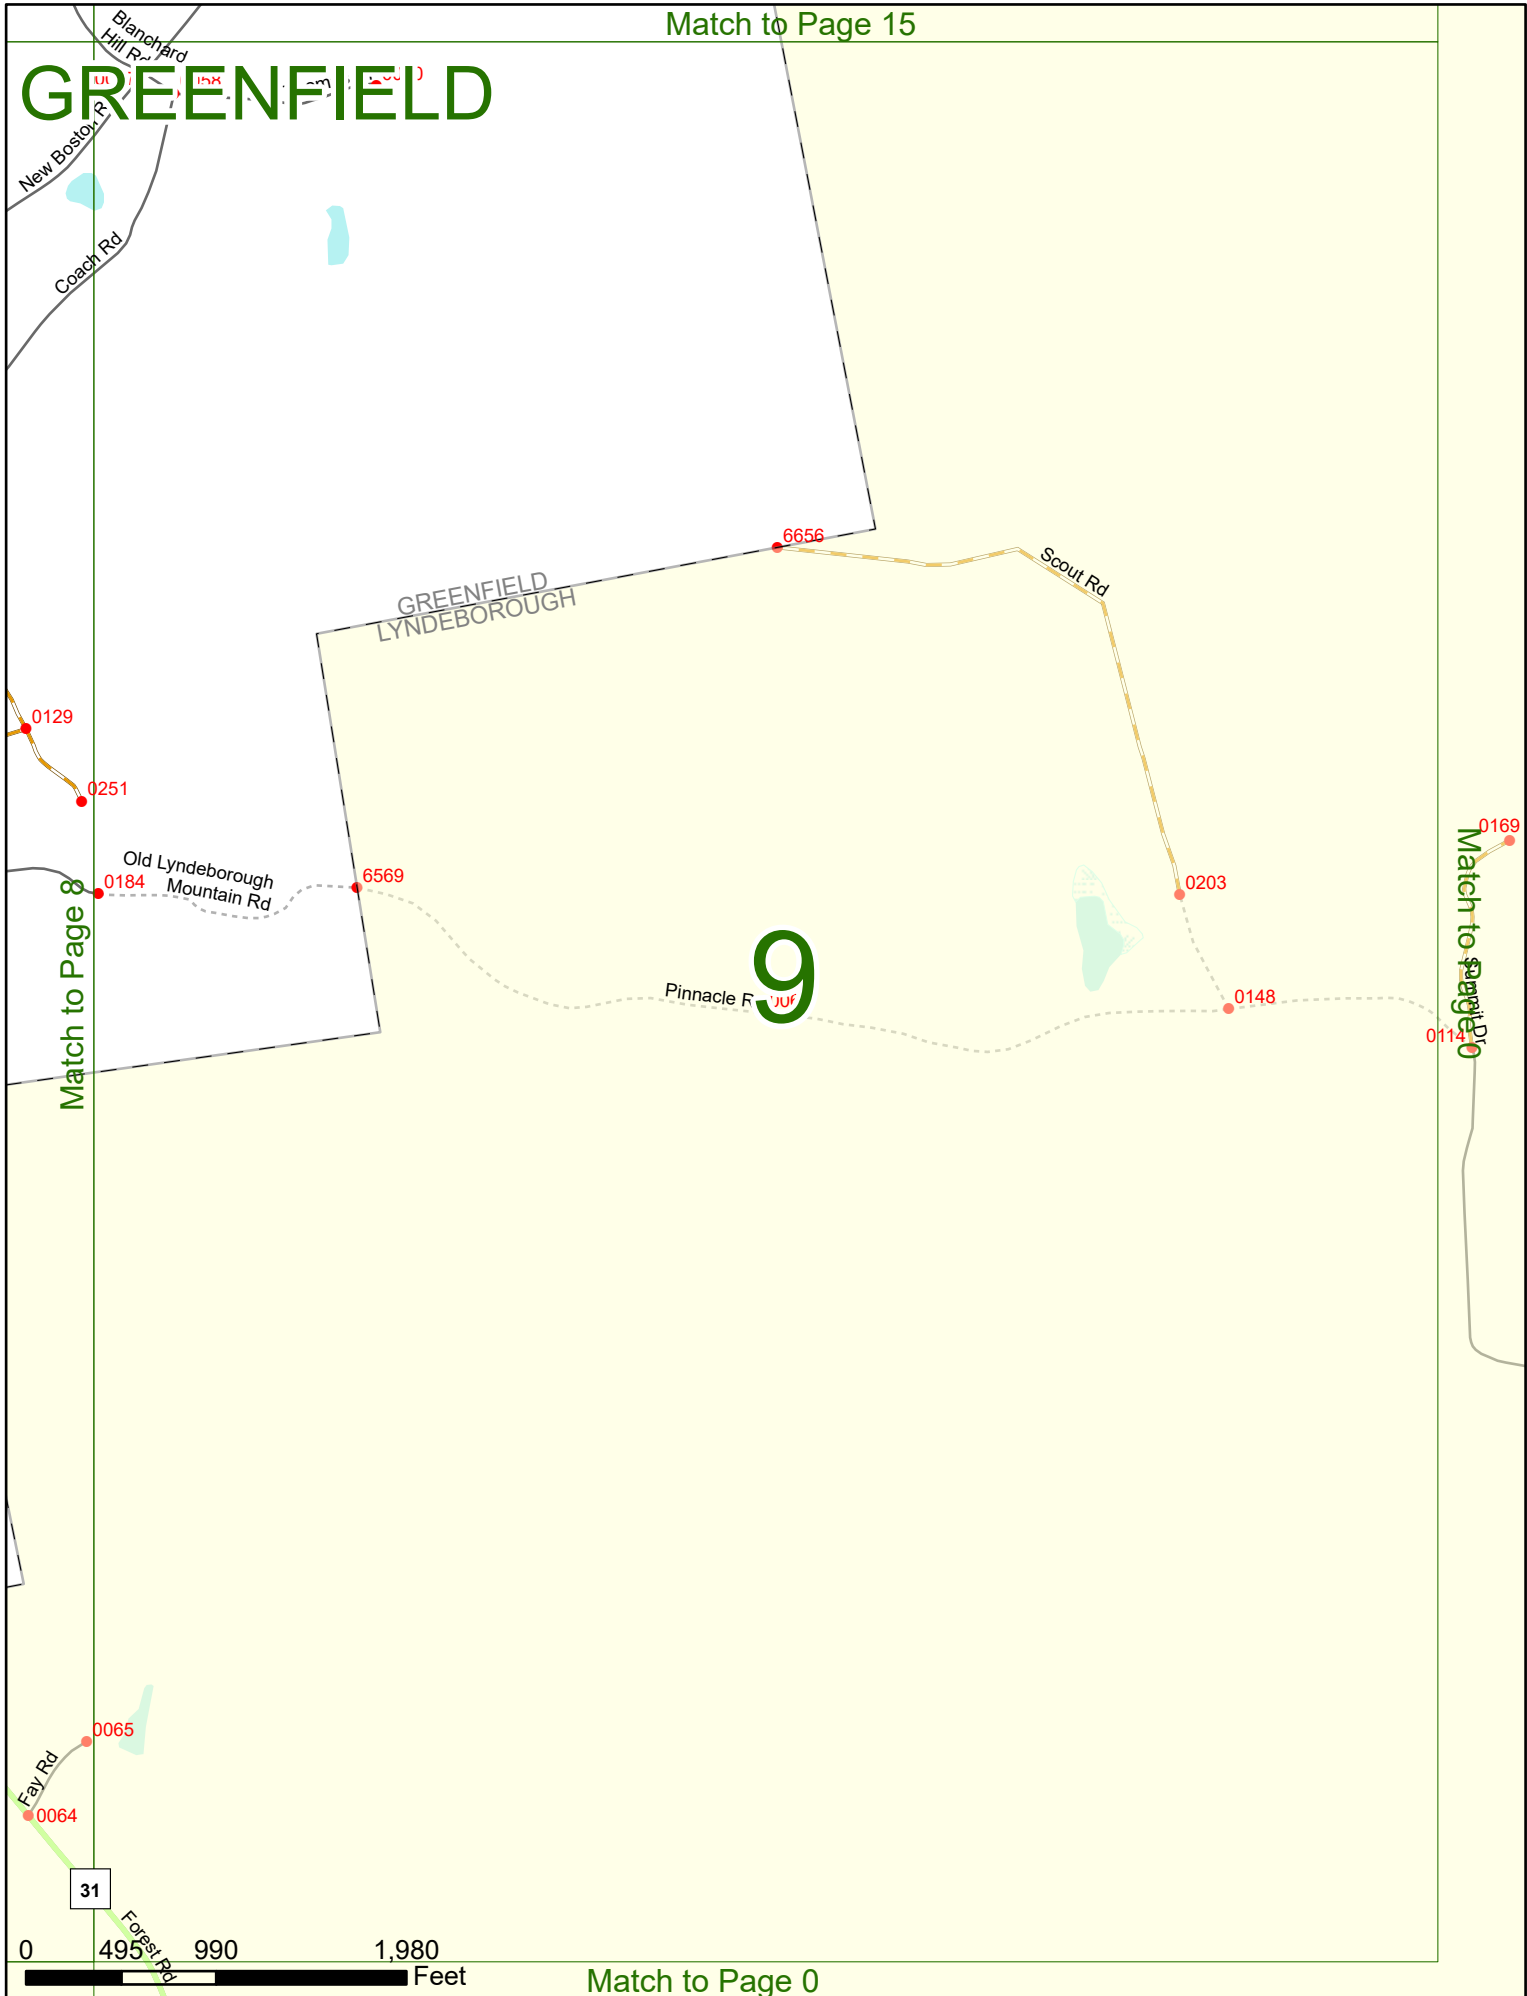 Match to Page 15
Blanchard
Hill Rd
GREENFIELD
New Boston R
Coach Rd
6656
Scout Rd
GREENFIELD
LYNDEBOROUGH
0129
0251
0169
Old Lyndeborough
Mountain Rd
0184
6569
0203
Match to Page 8
9
Match to Page 0
Pinnacle R
0148
Summit Dr
0114
0065
Fay Rd
0064
31
Forest Rd
0 495 990 1,980
Feet
Match to Page 0